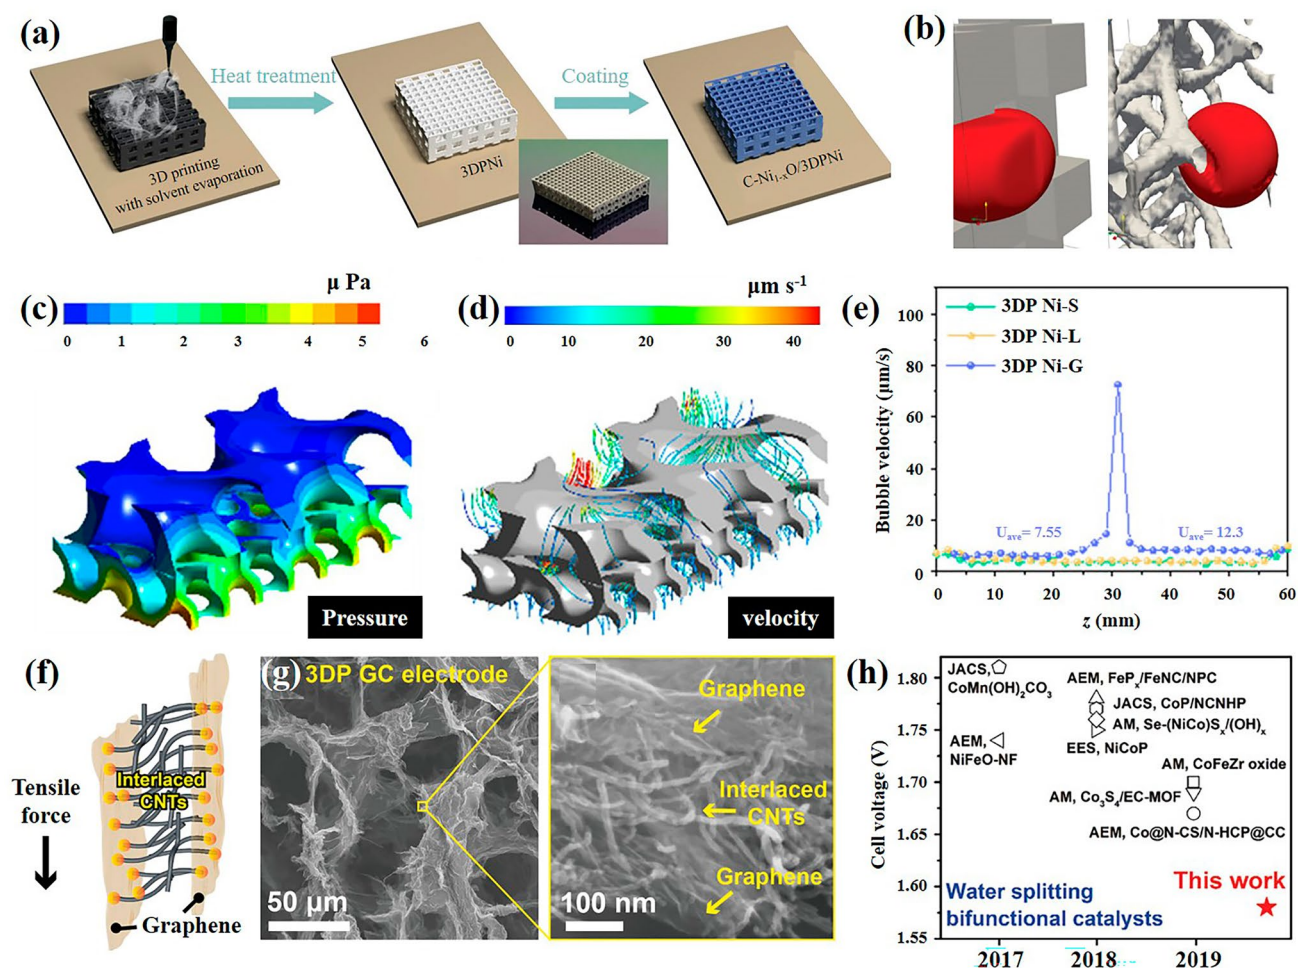 (a)
Heat treatment
Coating
3D printing
with solvent evaporation
3DPNi
C-Ni₁₋ₓO/3DPNi
(b)
(c)
μ Pa
0 1 2 3 4 5 6
Pressure
(d)
μm s⁻¹
0 10 20 30 40
velocity
(e)
3DP Ni-S
3DP Ni-L
3DP Ni-G
Bubble velocity (μm/s)
100
80
60
40
20
0
Uₐᵥₑ= 7.55
Uₐᵥₑ= 12.3
0 10 20 30 40 50 60
z (mm)
(f)
Interlaced
CNTs
Tensile
force
Graphene
(g)
3DP GC electrode
50 μm
Graphene
Interlaced
CNTs
Graphene
100 nm
(h)
Cell voltage (V)
1.80
1.75
1.70
1.65
1.60
1.55
JACS,
CoMn(OH)₂CO₃
AEM, FePₓ/FeNC/NPC
JACS, CoP/NCNHP
AM, Se-(NiCo)Sₓ/(OH)ₓ
EES, NiCoP
AEM,
NiFeO-NF
AM, CoFeZr oxide
AM, Co₃S₄/EC-MOF
AEM, Co@N-CS/N-HCP@CC
This work
Water splitting
bifunctional catalysts
2017 2018 2019